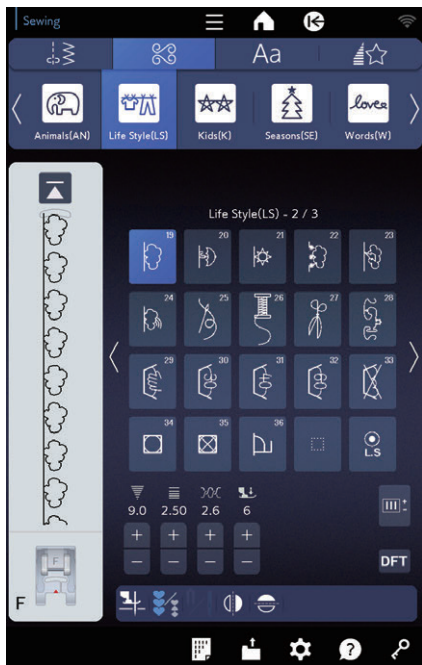 Sewing
Aa
Animals(AN) Life Style(LS) Kids(K) Seasons(SE) Words(W)
love
Life Style(LS) - 2 / 3
19 20 21 22 23
24 25 26 27 28
29 30 31 32 33
34 35 36
L.S
9.0 2.50 2.6 6
+ + + +
− − − −
DFT
F
F
?